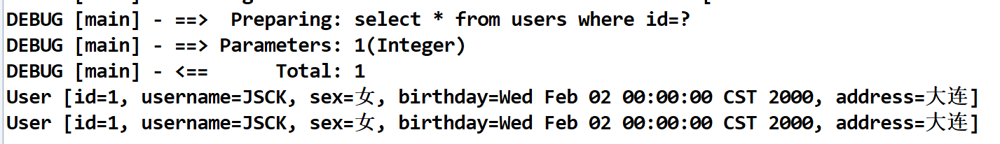 DEBUG [main] - ==>  Preparing: select * from users where id=?
DEBUG [main] - ==> Parameters: 1(Integer)
DEBUG [main] - <==      Total: 1
User [id=1, username=JSCK, sex=女, birthday=Wed Feb 02 00:00:00 CST 2000, address=大连]
User [id=1, username=JSCK, sex=女, birthday=Wed Feb 02 00:00:00 CST 2000, address=大连]